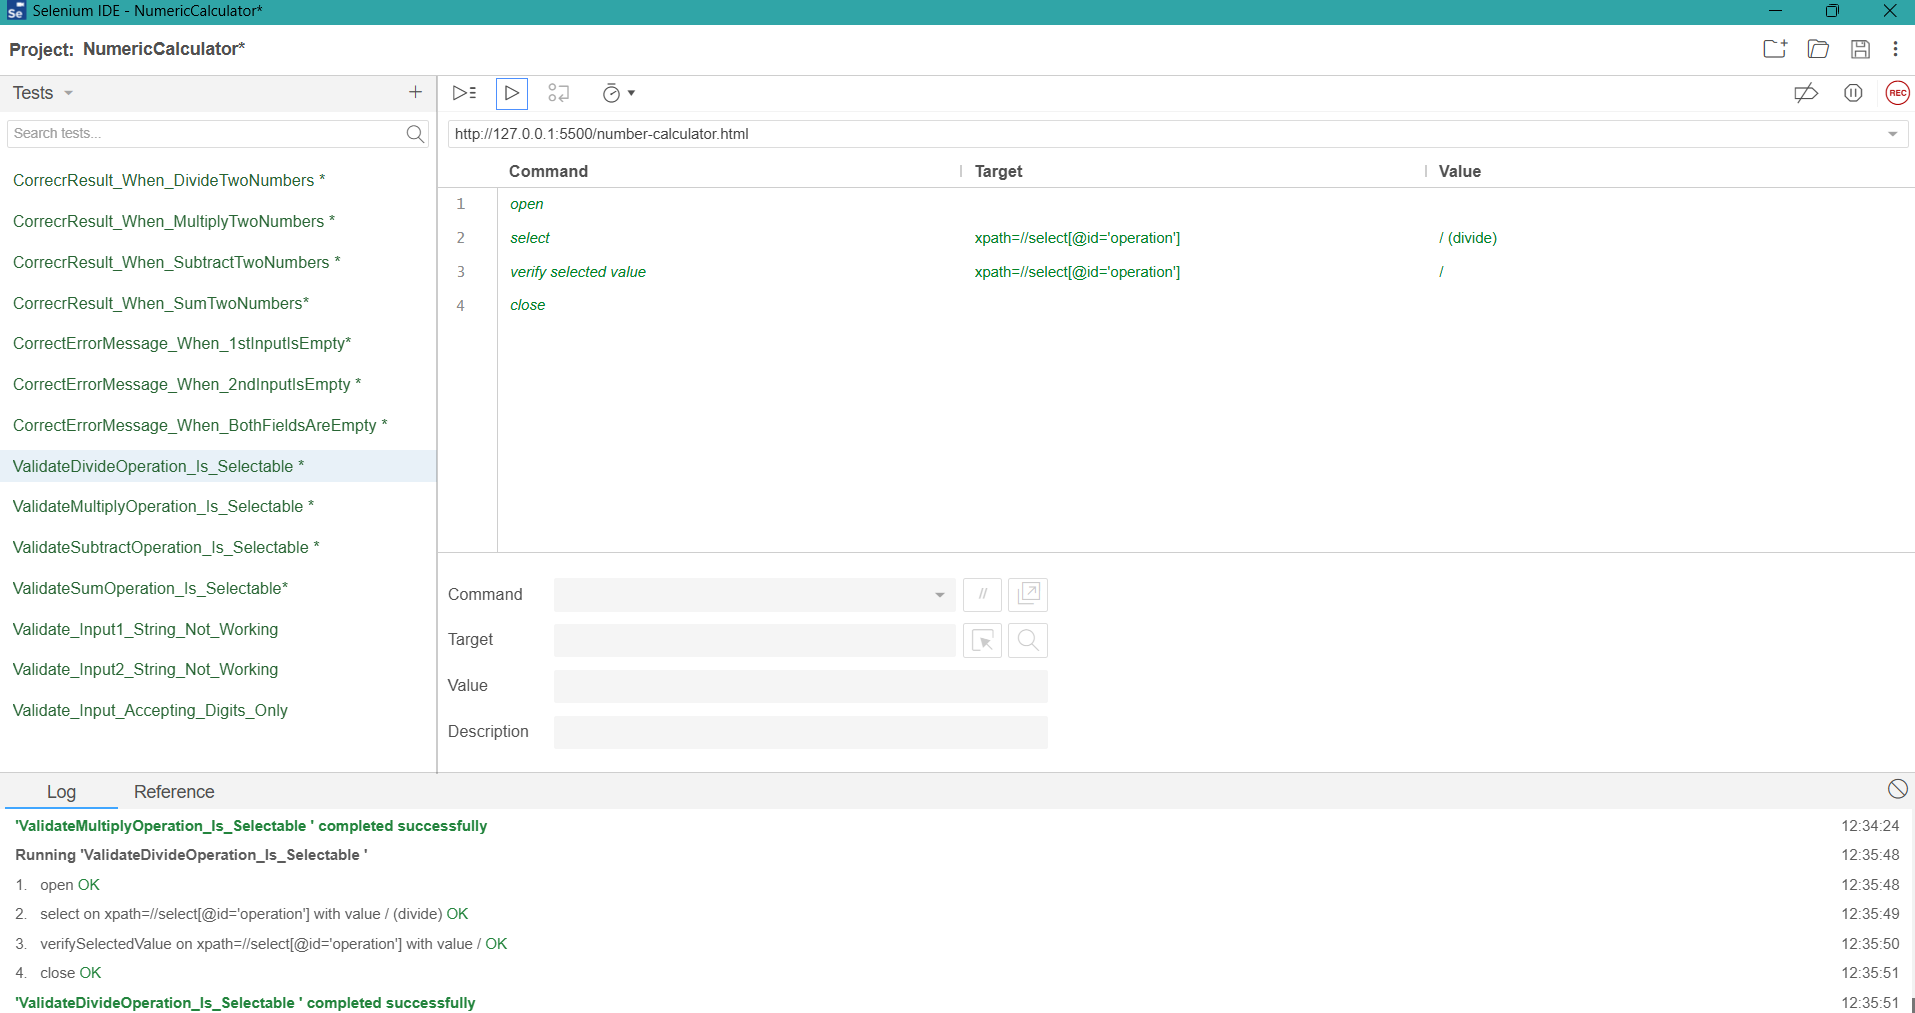 Selenium IDE - NumericCalculator*
Project: NumericCalculator*
Tests
Search tests...
CorrecrResult_When_DivideTwoNumbers *
CorrecrResult_When_MultiplyTwoNumbers *
CorrecrResult_When_SubtractTwoNumbers *
CorrecrResult_When_SumTwoNumbers*
CorrectErrorMessage_When_1stInputIsEmpty*
CorrectErrorMessage_When_2ndInputIsEmpty *
CorrectErrorMessage_When_BothFieldsAreEmpty *
ValidateDivideOperation_Is_Selectable *
ValidateMultiplyOperation_Is_Selectable *
ValidateSubtractOperation_Is_Selectable *
ValidateSumOperation_Is_Selectable*
Validate_Input1_String_Not_Working
Validate_Input2_String_Not_Working
Validate_Input_Accepting_Digits_Only
REC
http://127.0.0.1:5500/number-calculator.html
Command Target Value
1 open
2 select xpath=//select[@id='operation'] / (divide)
3 verify selected value xpath=//select[@id='operation'] /
4 close
Command //
Target
Value
Description
Log Reference
'ValidateMultiplyOperation_Is_Selectable ' completed successfully 12:34:24
Running 'ValidateDivideOperation_Is_Selectable ' 12:35:48
1. open OK 12:35:48
2. select on xpath=//select[@id='operation'] with value / (divide) OK 12:35:49
3. verifySelectedValue on xpath=//select[@id='operation'] with value / OK 12:35:50
4. close OK 12:35:51
'ValidateDivideOperation_Is_Selectable ' completed successfully 12:35:51